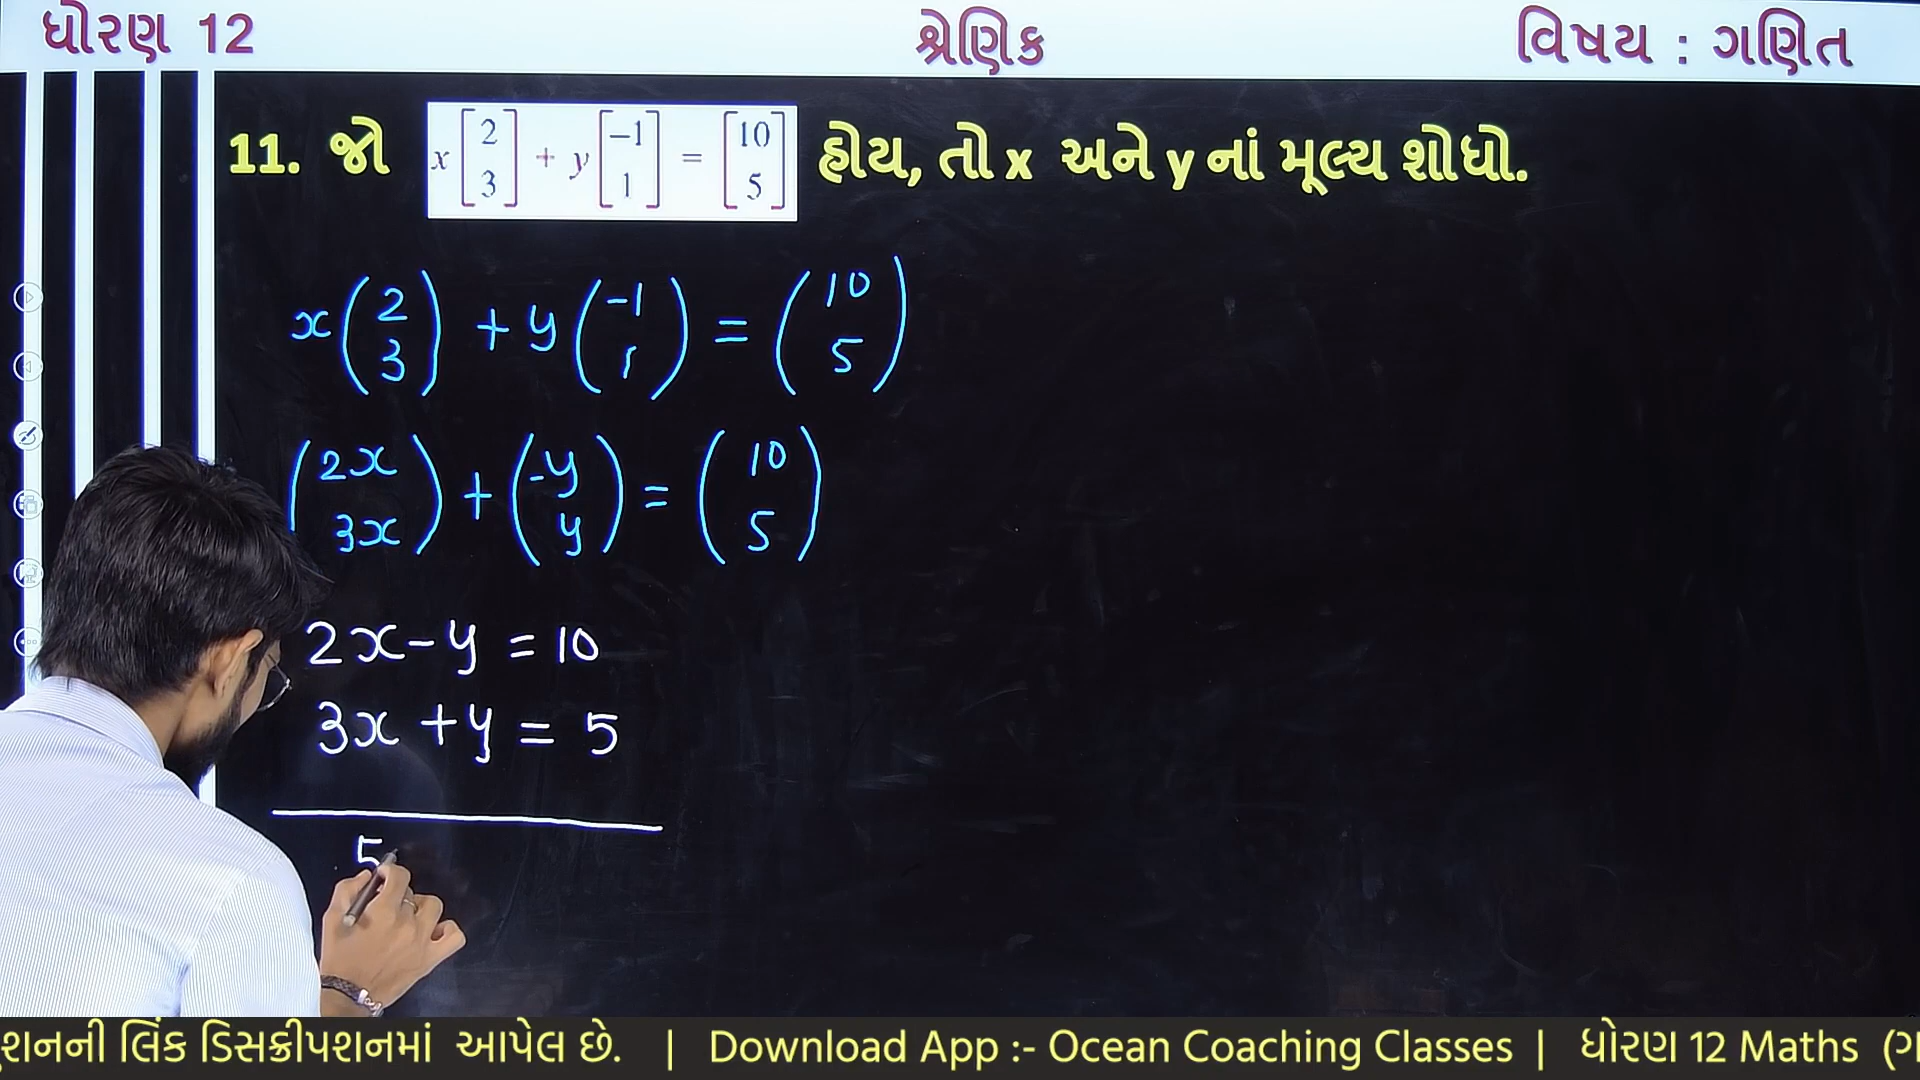 ધોરણ 12 શ્રેણિક વિષય : ગણિત
11. જો x [2 3] + y [-1 1] = [10 5] હોય, તો x અને y નાં મૂલ્ય શોધો.
x (2 3) + y (-1 1) = (10 5)
(2x 3x) + (-y y) = (10 5)
2x - y = 10
3x + y = 5
5
લિંક ડિસક્રીપશનમાં આપેલ છે. | Download App :- Ocean Coaching Classes | ધોરણ 12 Maths